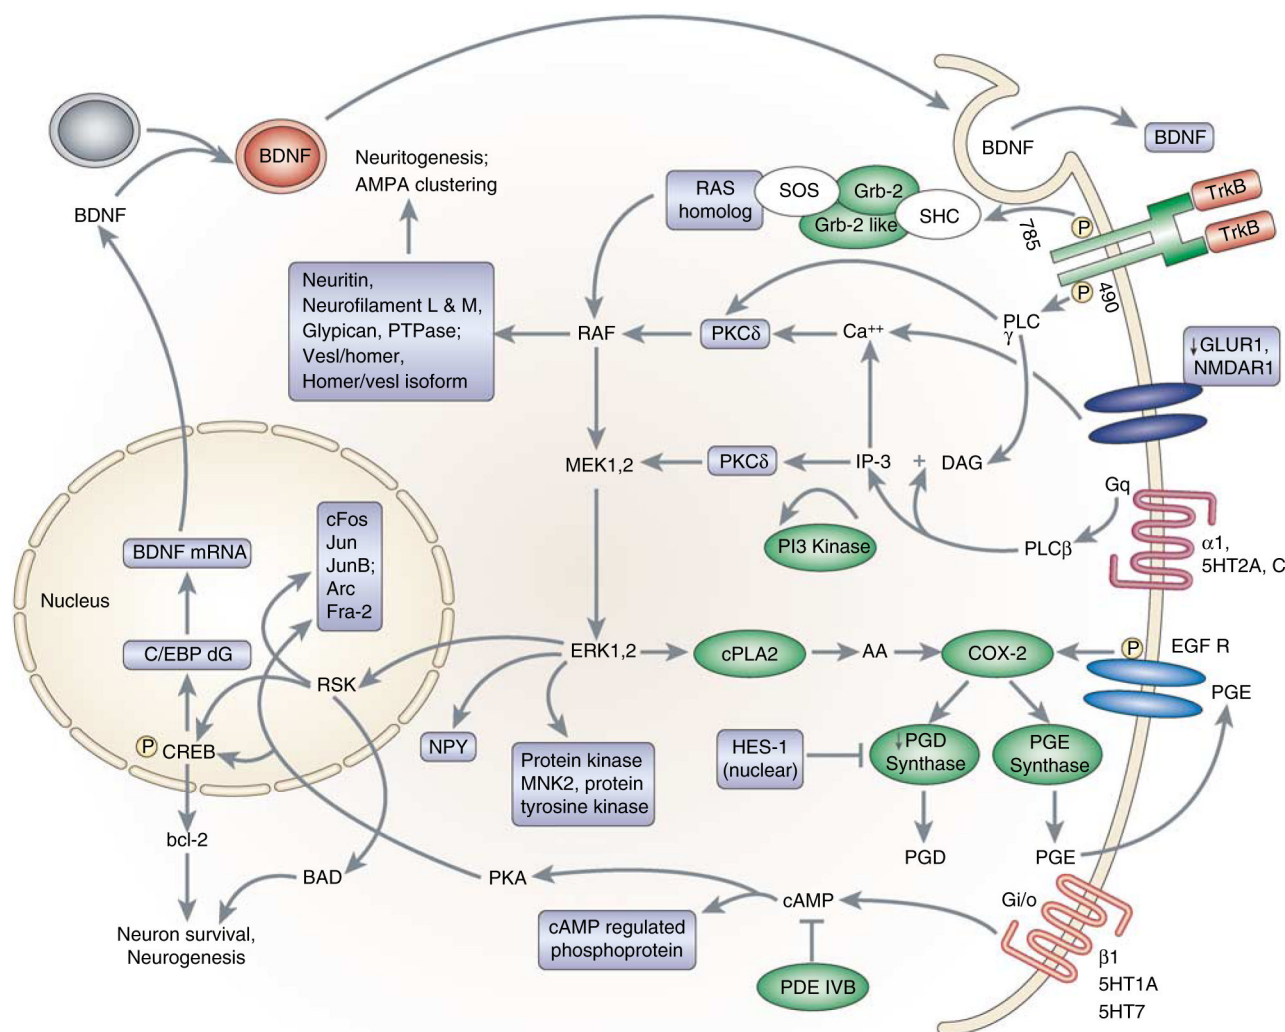 BDNF
BDNF
BDNF
BDNF
Neuritogenesis;
AMPA clustering
RAS
homolog
SOS
Grb-2
Grb-2 like
SHC
P
785
TrkB
TrkB
P
490
Neuritin,
Neurofilament L & M,
Glypican, PTPase;
Vesl/homer,
Homer/vesl isoform
RAF
PKCδ
Ca++
PLC
γ
↓GLUR1,
NMDAR1
MEK1,2
PKCδ
IP-3
+
DAG
Gq
PI3 Kinase
PLCβ
α1,
5HT2A, C
Nucleus
BDNF mRNA
cFos
Jun
JunB;
Arc
Fra-2
C/EBP dG
RSK
P
CREB
ERK1,2
cPLA2
AA
COX-2
P
EGF R
PGE
NPY
Protein kinase
MNK2, protein
tyrosine kinase
HES-1
(nuclear)
↓PGD
Synthase
PGE
Synthase
PGD
PGE
bcl-2
BAD
PKA
cAMP
Gi/o
Neuron survival,
Neurogenesis
cAMP regulated
phosphoprotein
PDE IVB
β1
5HT1A
5HT7